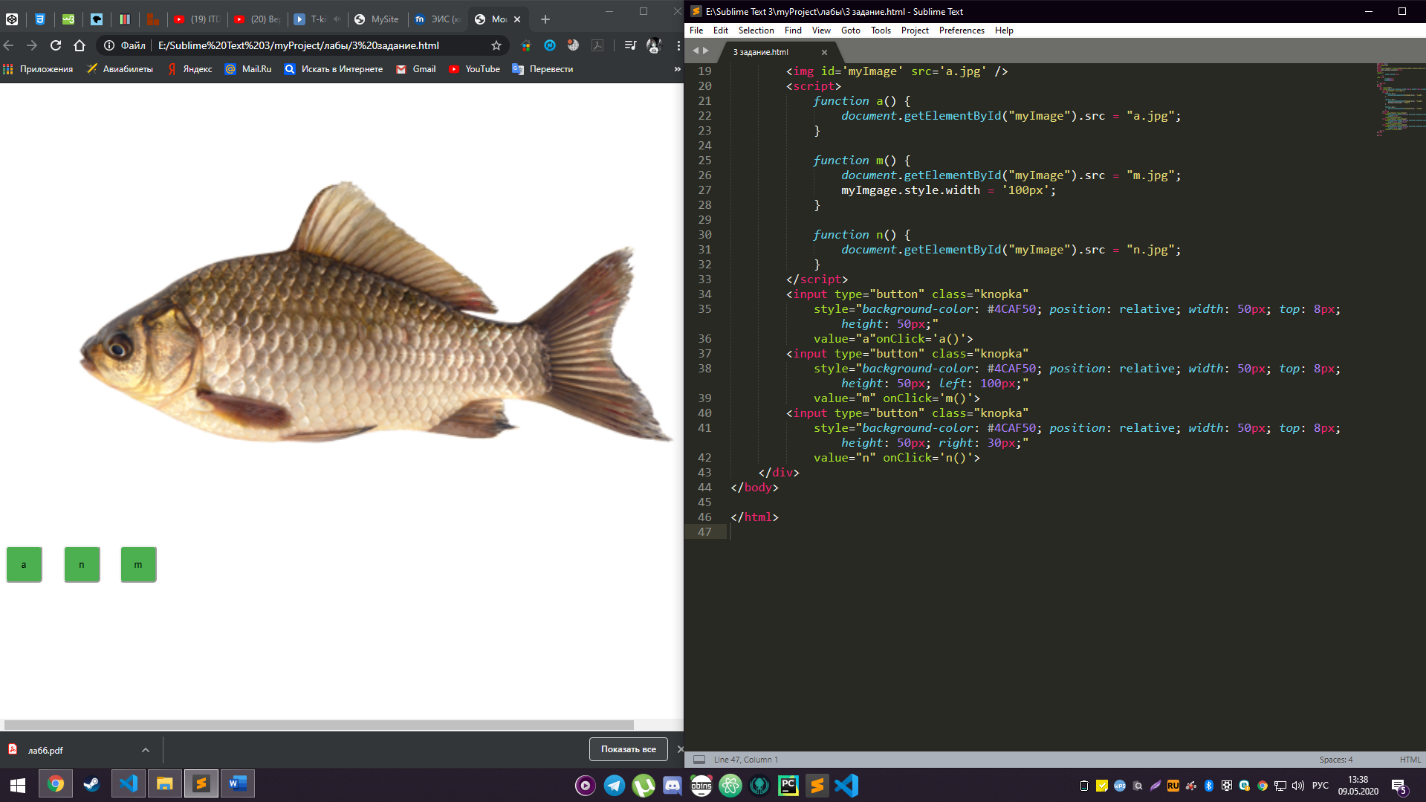 (19) ITC
(20) Ве
T-k
MySite
ЭИС (к
Мо
Файл
E:/Sublime%20Text%203/myProject/лабы/3%20задание.html
Приложения
Авиабилеты
Яндекс
Mail.Ru
Искать в Интернете
Gmail
YouTube
Перевести
»
a
n
m
лаб6.pdf
Показать все
E:\Sublime Text 3\myProject\лабы\3 задание.html - Sublime Text
File Edit Selection Find View Goto Tools Project Preferences Help
3 задание.html
19 <img id='myImage' src='a.jpg' />
20 <script>
21 function a() {
22 document.getElementById("myImage").src = "a.jpg";
23 }
24
25 function m() {
26 document.getElementById("myImage").src = "m.jpg";
27 myImgage.style.width = '100px';
28 }
29
30 function n() {
31 document.getElementById("myImage").src = "n.jpg";
32 }
33 </script>
34 <input type="button" class="knopka"
35 style="background-color: #4CAF50; position: relative; width: 50px; top: 8px;
height: 50px;"
36 value="a"onClick='a()'>
37 <input type="button" class="knopka"
38 style="background-color: #4CAF50; position: relative; width: 50px; top: 8px;
height: 50px; left: 100px;"
39 value="m" onClick='m()'>
40 <input type="button" class="knopka"
41 style="background-color: #4CAF50; position: relative; width: 50px; top: 8px;
height: 50px; right: 30px;"
42 value="n" onClick='n()'>
43 </div>
44 </body>
45
46 </html>
47
Line 47, Column 1
Spaces: 4
HTML
РУС
13:38
09.05.2020
5